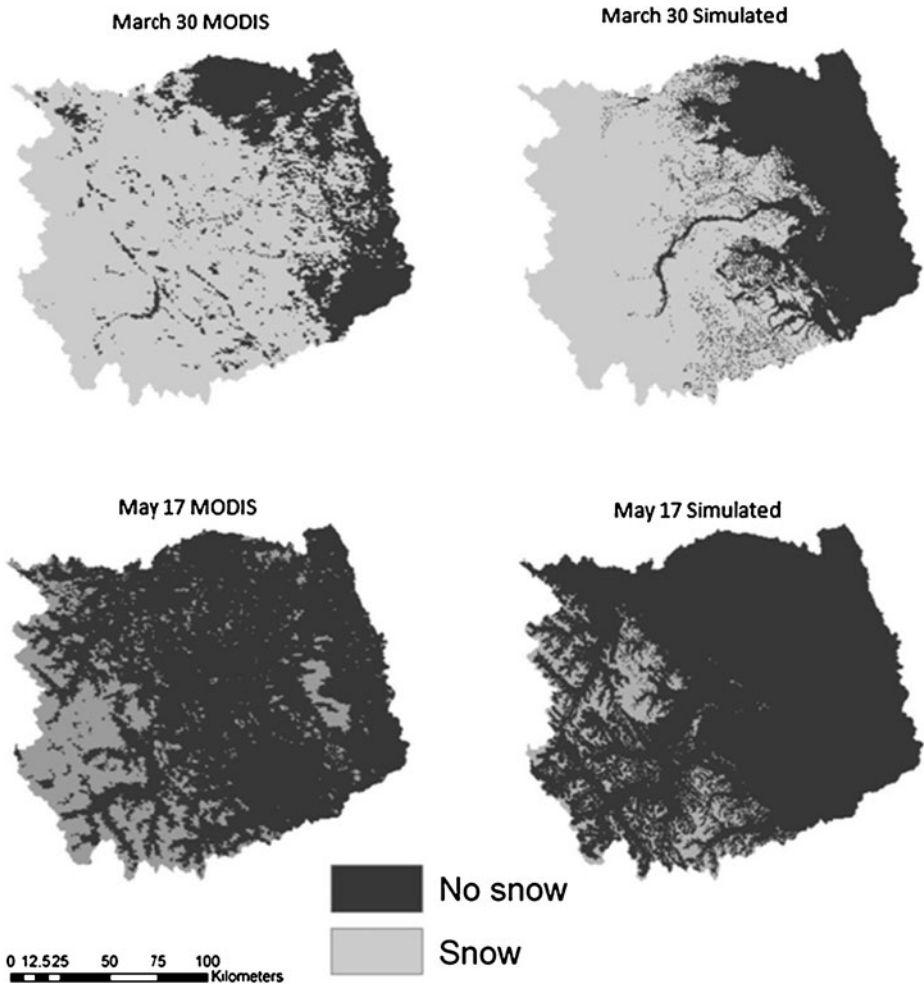 March 30 MODIS
March 30 Simulated
May 17 MODIS
May 17 Simulated
No snow
Snow
0 12.525 50 75 100
Kilometers